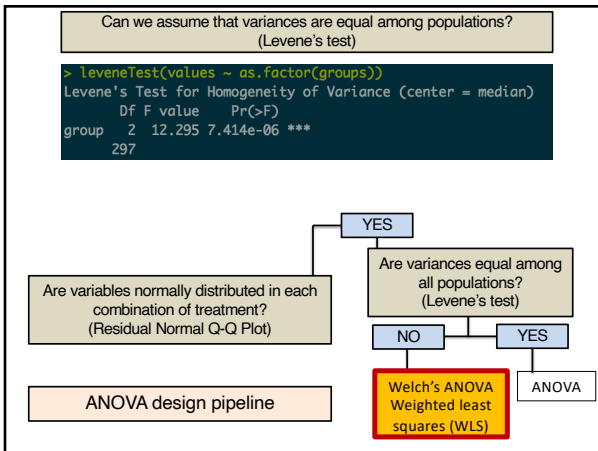 Can we assume that variances are equal among populations?
(Levene's test)
> leveneTest(values ~ as.factor(groups))
Levene's Test for Homogeneity of Variance (center = median)
Df F value Pr(>F)
group 2 12.295 7.414e-06 ***
297
YES
Are variables normally distributed in each
combination of treatment?
(Residual Normal Q-Q Plot)
Are variances equal among
all populations?
(Levene's test)
NO
YES
Welch's ANOVA
Weighted least
squares (WLS)
ANOVA
ANOVA design pipeline